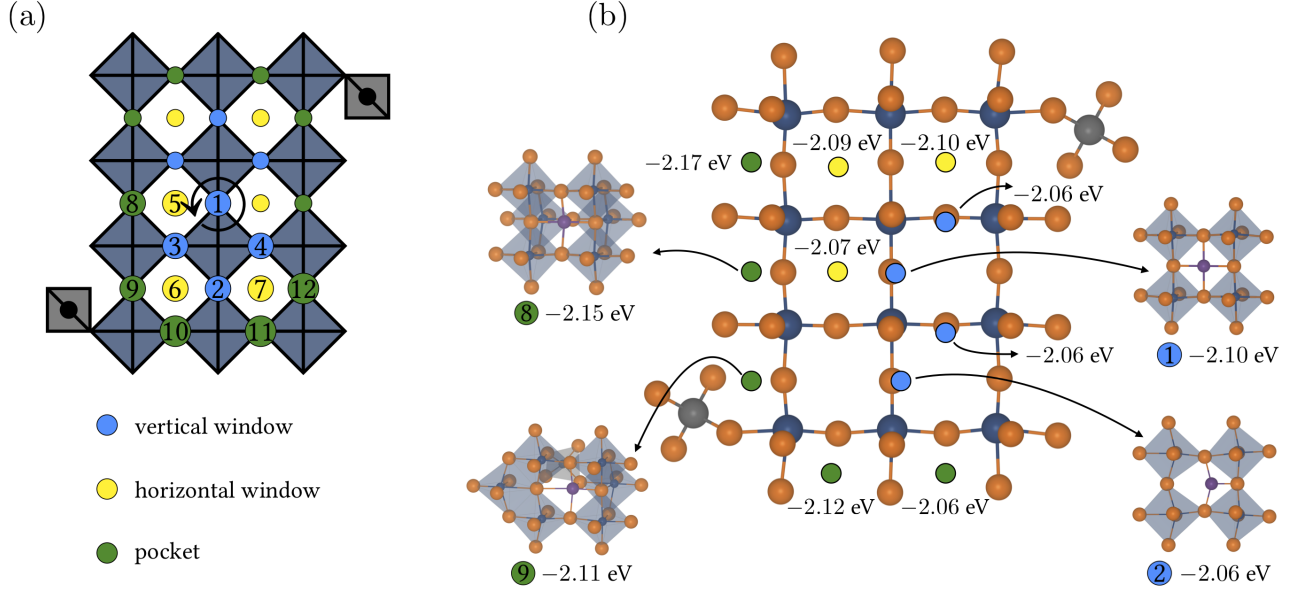 (a)
(b)
8
5
1
3
4
9
6
2
7
12
10
11
vertical window
horizontal window
pocket
−2.17 eV
−2.09 eV
−2.10 eV
−2.06 eV
−2.07 eV
8 −2.15 eV
1 −2.10 eV
−2.06 eV
−2.12 eV
−2.06 eV
9 −2.11 eV
2 −2.06 eV